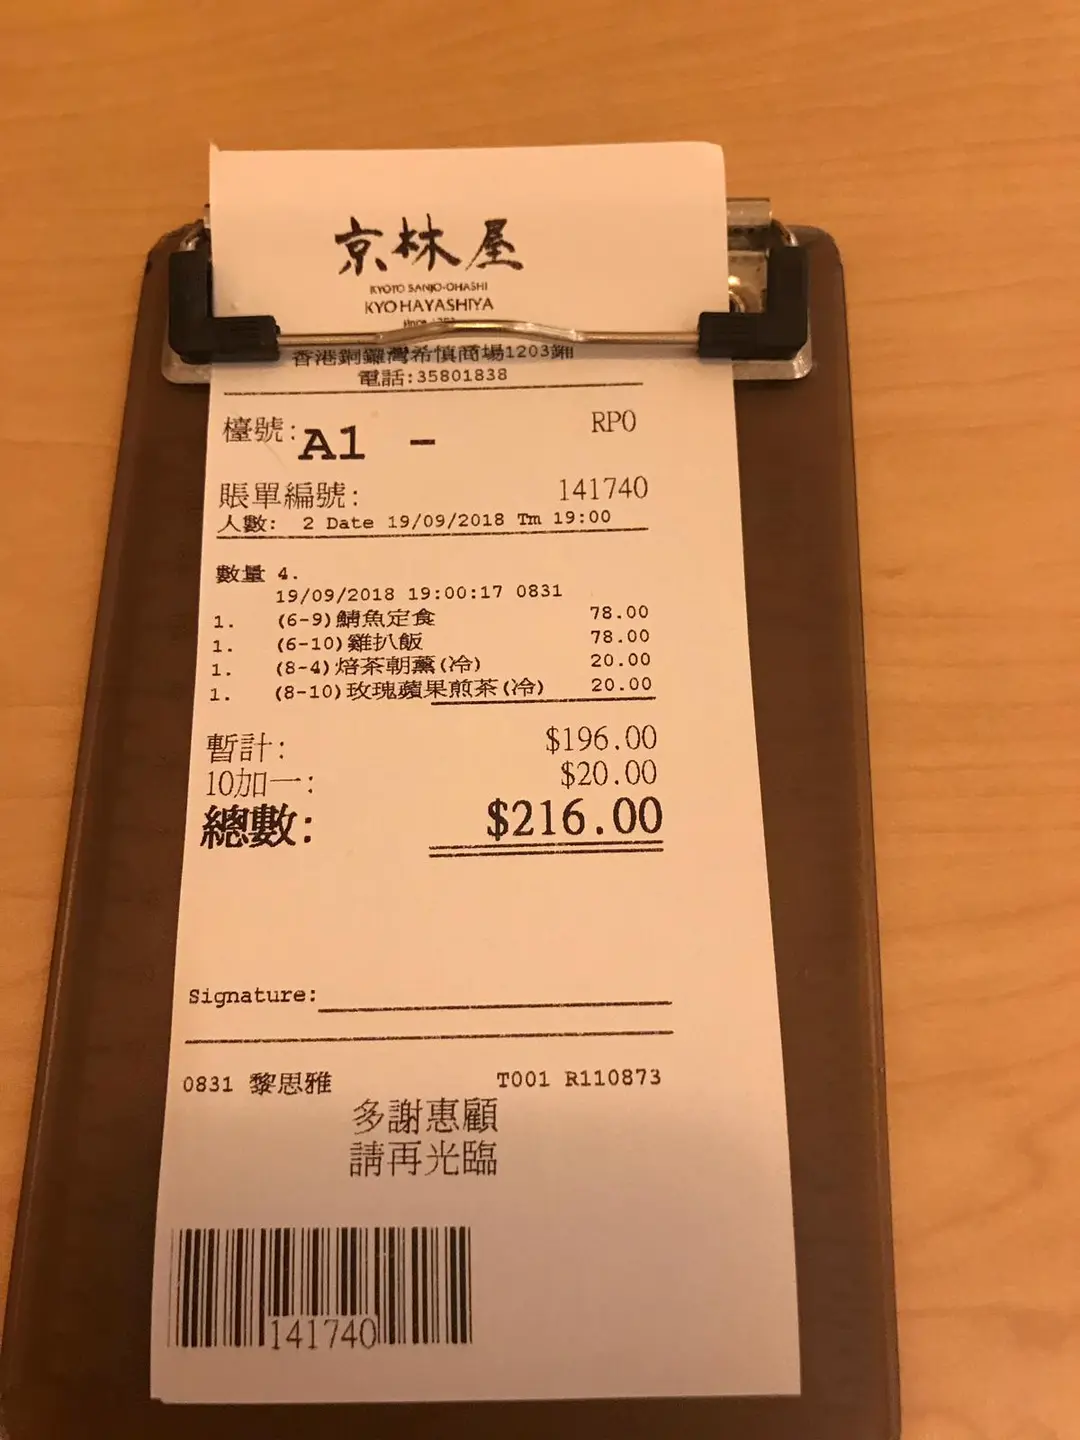 京林屋
KYOTO SANJO-OHASHI
KYO HAYASHIYA
香港銅鑼灣希慎商場1203鋪
電話:35801838
檯號: A1 - RP0
賬單編號: 141740
人數: 2 Date 19/09/2018 Tm 19:00
數量 4.
19/09/2018 19:00:17 0831
1. (6-9)鯖魚定食 78.00
1. (6-10)雞扒飯 78.00
1. (8-4)焙茶朝薰(冷) 20.00
1. (8-10)玫瑰蘋果煎茶(冷) 20.00
暫計: $196.00
10加一: $20.00
總數: $216.00
Signature:
0831 黎思雅 T001 R110873
多謝惠顧
請再光臨
141740